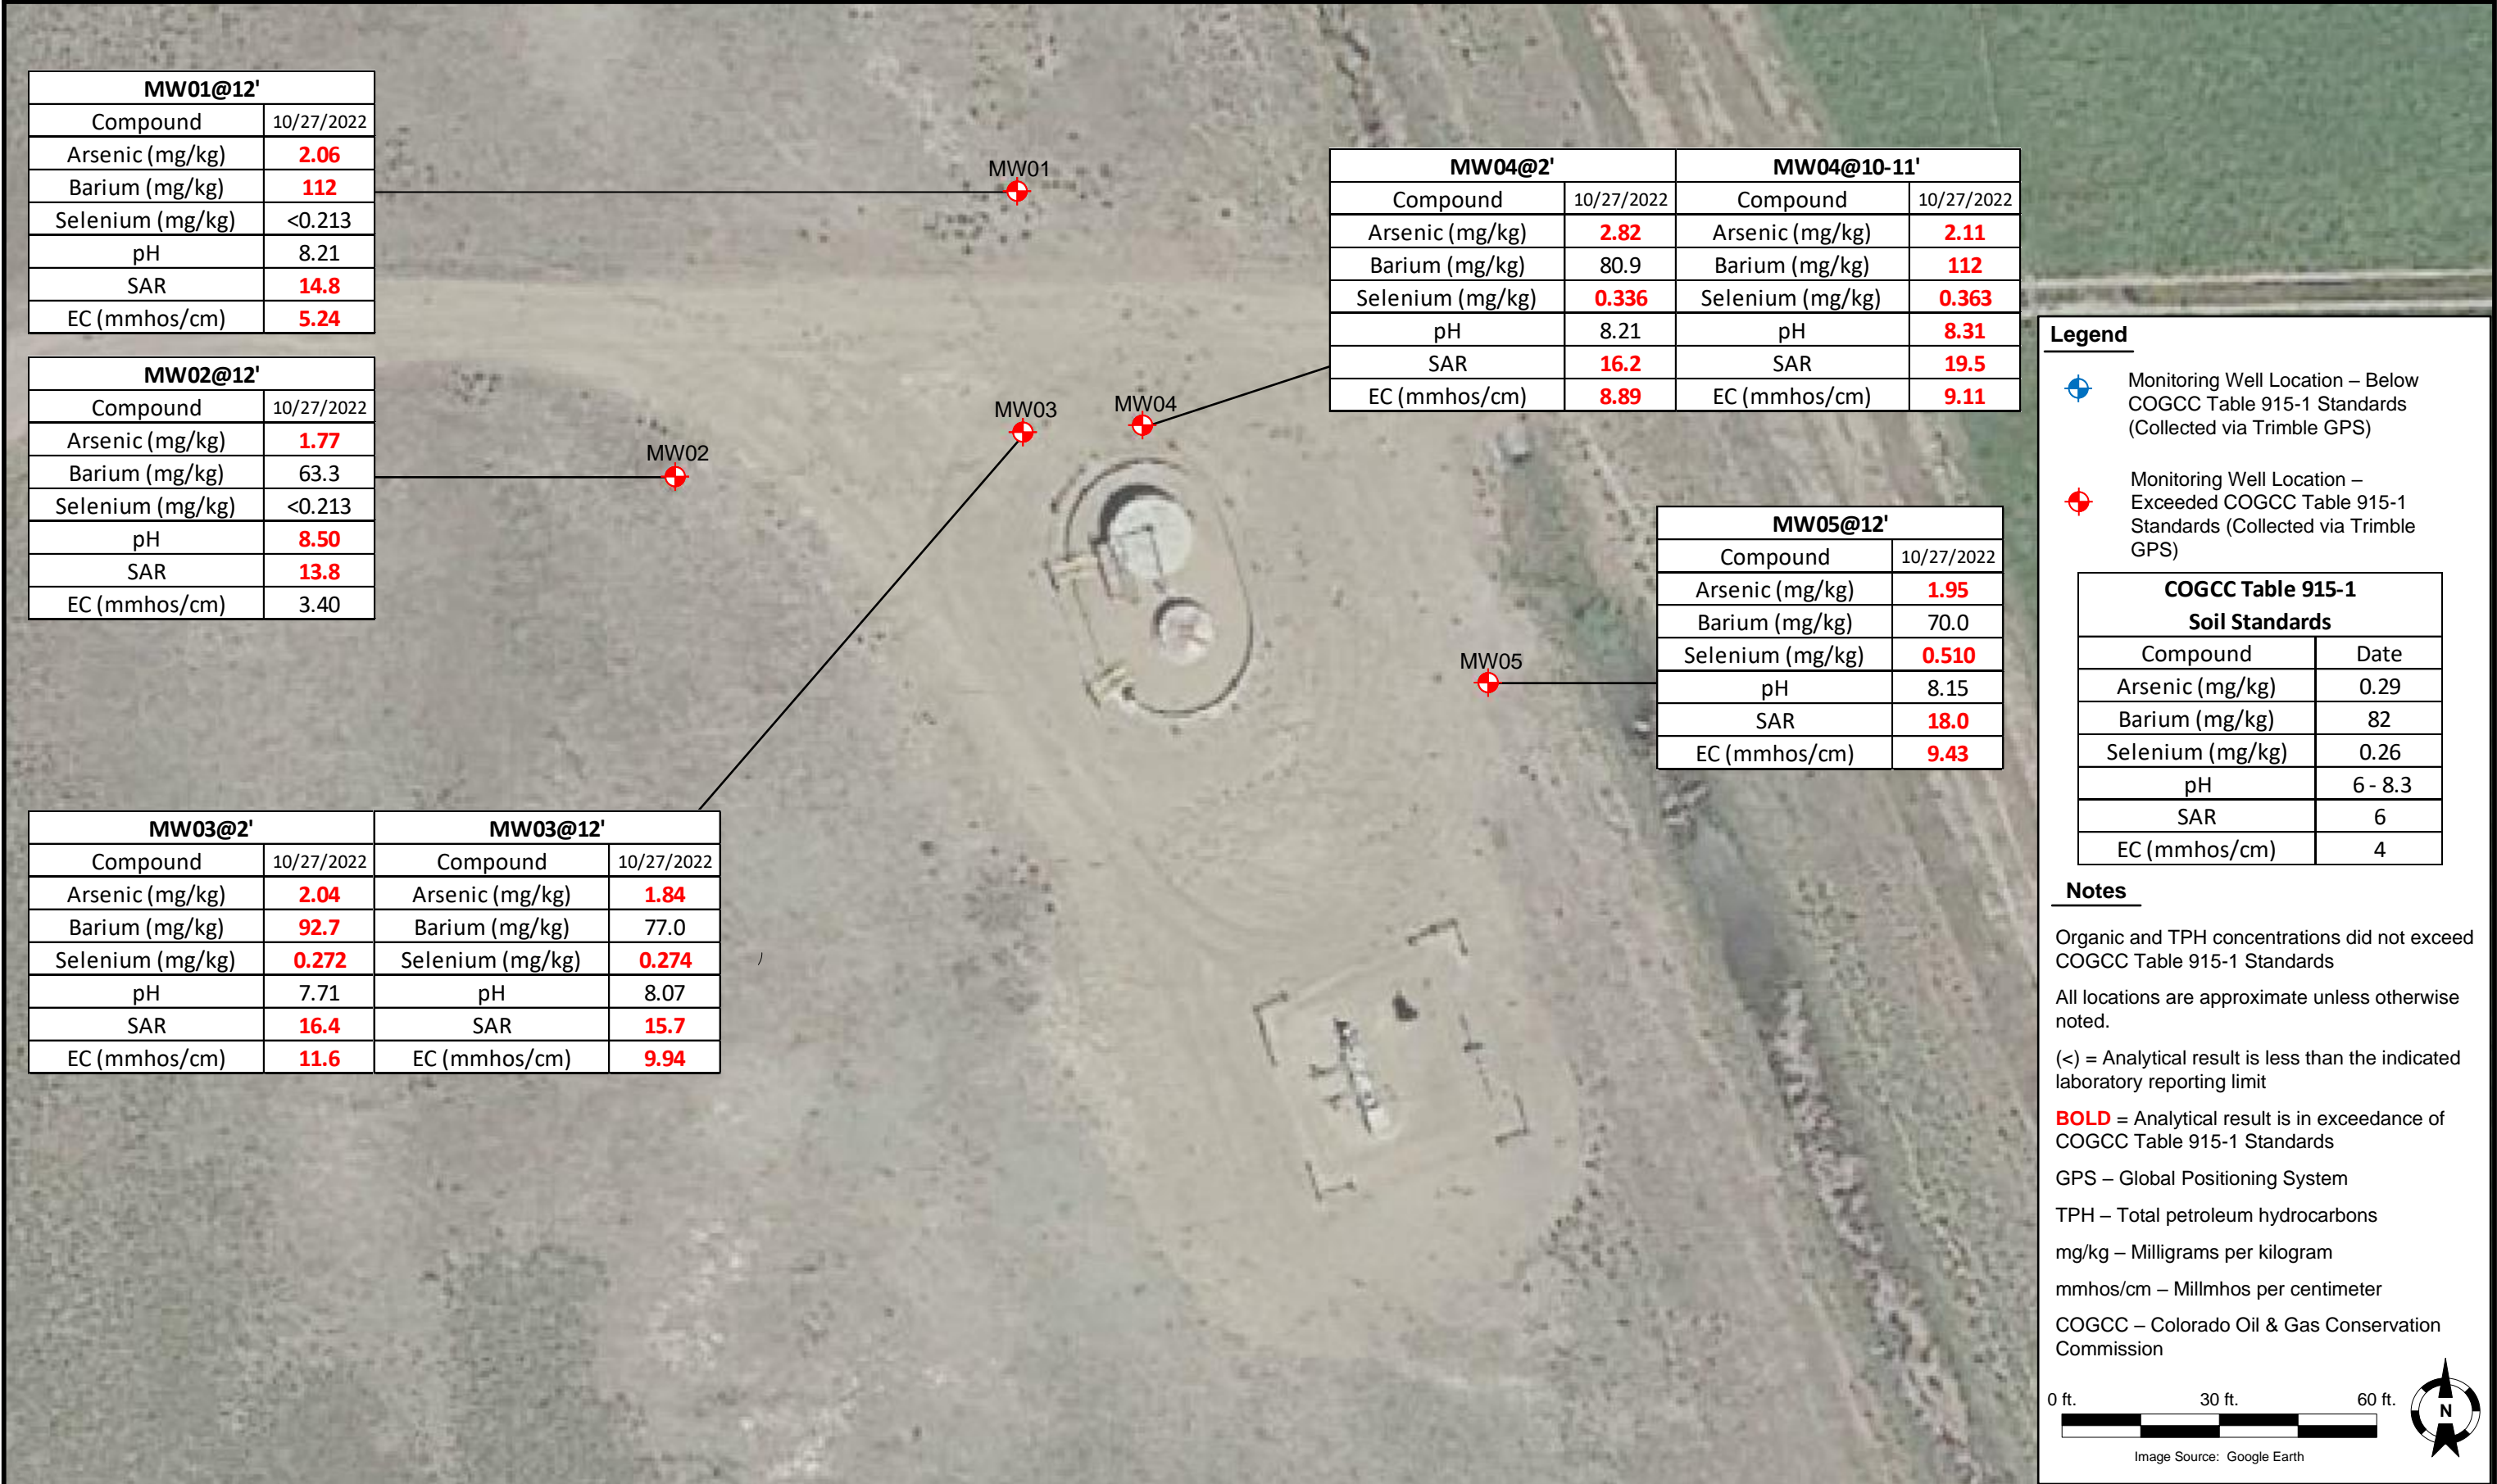 MW01@12'
Compound 10/27/2022
Arsenic (mg/kg) 2.06
Barium (mg/kg) 112
Selenium (mg/kg) <0.213
pH 8.21
SAR 14.8
EC (mmhos/cm) 5.24
MW02@12'
Compound 10/27/2022
Arsenic (mg/kg) 1.77
Barium (mg/kg) 63.3
Selenium (mg/kg) <0.213
pH 8.50
SAR 13.8
EC (mmhos/cm) 3.40
MW03@2' MW03@12'
Compound 10/27/2022 Compound 10/27/2022
Arsenic (mg/kg) 2.04 Arsenic (mg/kg) 1.84
Barium (mg/kg) 92.7 Barium (mg/kg) 77.0
Selenium (mg/kg) 0.272 Selenium (mg/kg) 0.274
pH 7.71 pH 8.07
SAR 16.4 SAR 15.7
EC (mmhos/cm) 11.6 EC (mmhos/cm) 9.94
)
MW01
MW02
MW03
MW04
MW05
MW04@2' MW04@10-11'
Compound 10/27/2022 Compound 10/27/2022
Arsenic (mg/kg) 2.82 Arsenic (mg/kg) 2.11
Barium (mg/kg) 80.9 Barium (mg/kg) 112
Selenium (mg/kg) 0.336 Selenium (mg/kg) 0.363
pH 8.21 pH 8.31
SAR 16.2 SAR 19.5
EC (mmhos/cm) 8.89 EC (mmhos/cm) 9.11
MW05@12'
Compound 10/27/2022
Arsenic (mg/kg) 1.95
Barium (mg/kg) 70.0
Selenium (mg/kg) 0.510
pH 8.15
SAR 18.0
EC (mmhos/cm) 9.43
Legend
Monitoring Well Location – Below
COGCC Table 915-1 Standards
(Collected via Trimble GPS)
Monitoring Well Location –
Exceeded COGCC Table 915-1
Standards (Collected via Trimble
GPS)
COGCC Table 915-1
Soil Standards
Compound Date
Arsenic (mg/kg) 0.29
Barium (mg/kg) 82
Selenium (mg/kg) 0.26
pH 6 - 8.3
SAR 6
EC (mmhos/cm) 4
Notes
Organic and TPH concentrations did not exceed
COGCC Table 915-1 Standards
All locations are approximate unless otherwise
noted.
(<) = Analytical result is less than the indicated
laboratory reporting limit
BOLD = Analytical result is in exceedance of
COGCC Table 915-1 Standards
GPS – Global Positioning System
TPH – Total petroleum hydrocarbons
mg/kg – Milligrams per kilogram
mmhos/cm – Millmhos per centimeter
COGCC – Colorado Oil & Gas Conservation
Commission
0 ft. 30 ft. 60 ft.
N
Image Source: Google Earth